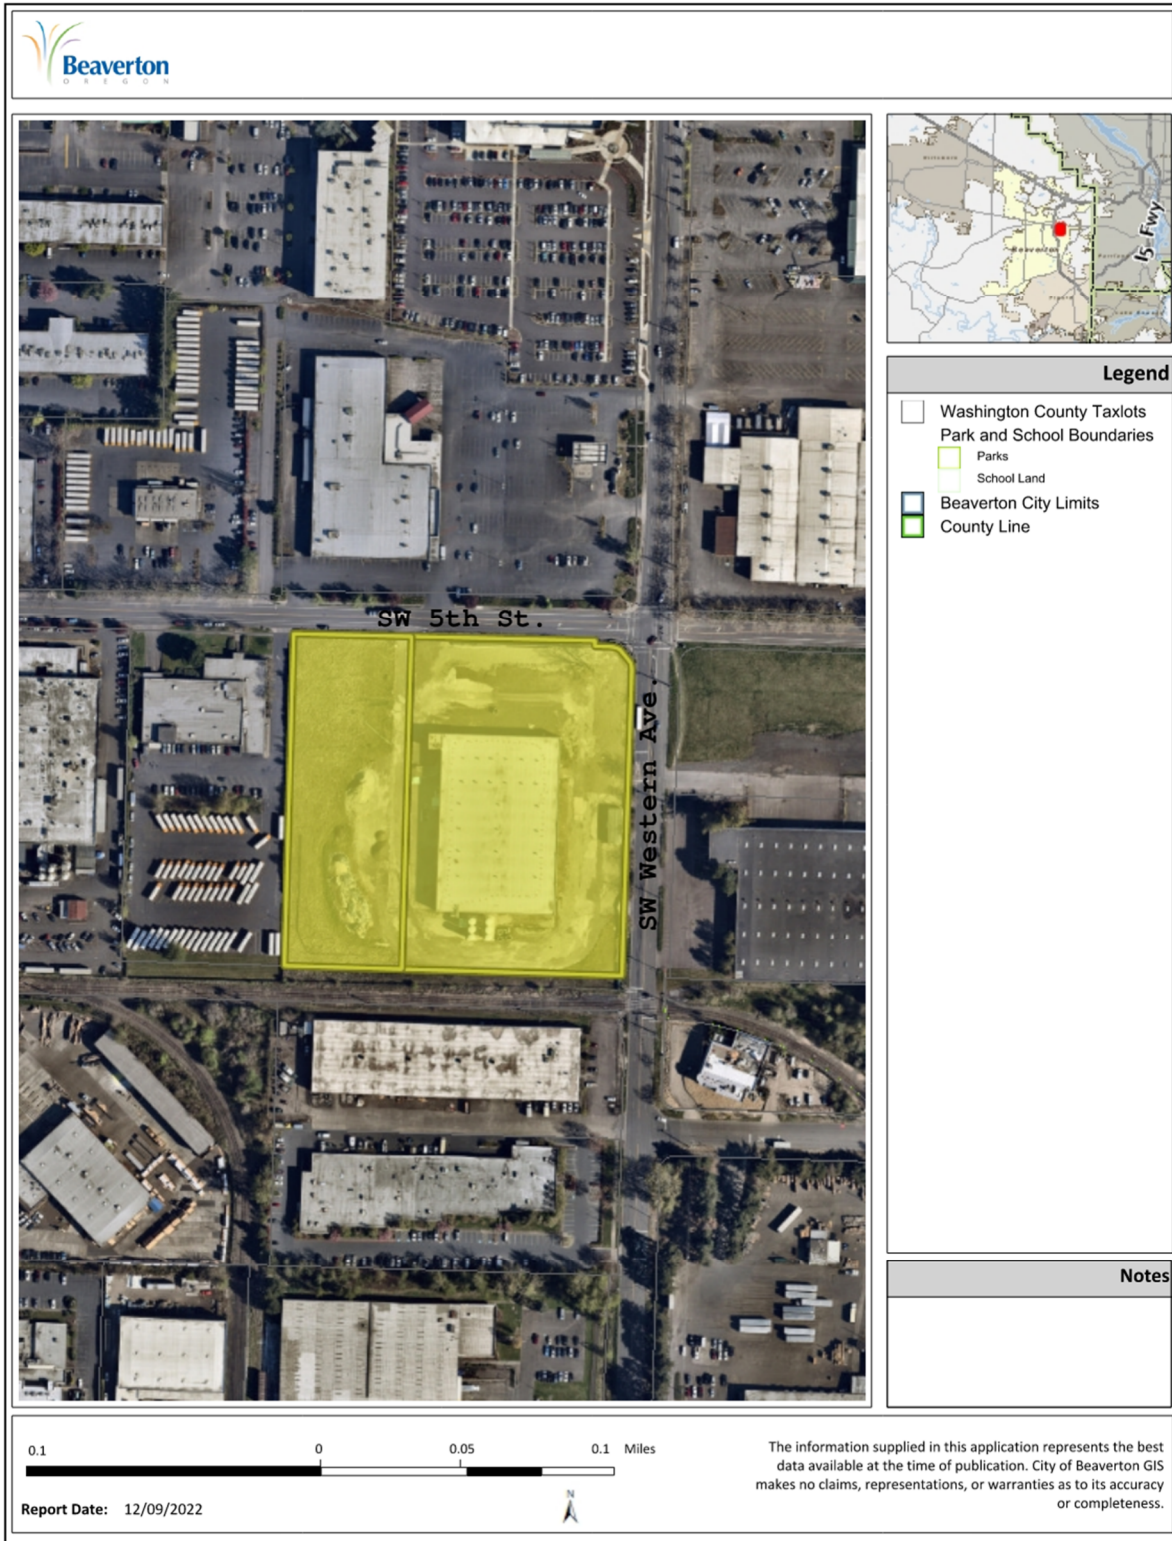 Beaverton
OREGON
I5 Fwy
Beaverton
SW 5th St.
SW Western Ave.
Legend
Washington County Taxlots
Park and School Boundaries
Parks
School Land
Beaverton City Limits
County Line
Notes
0.1
0
0.05
0.1 Miles
N
Report Date: 12/09/2022
The information supplied in this application represents the best
data available at the time of publication. City of Beaverton GIS
makes no claims, representations, or warranties as to its accuracy
or completeness.